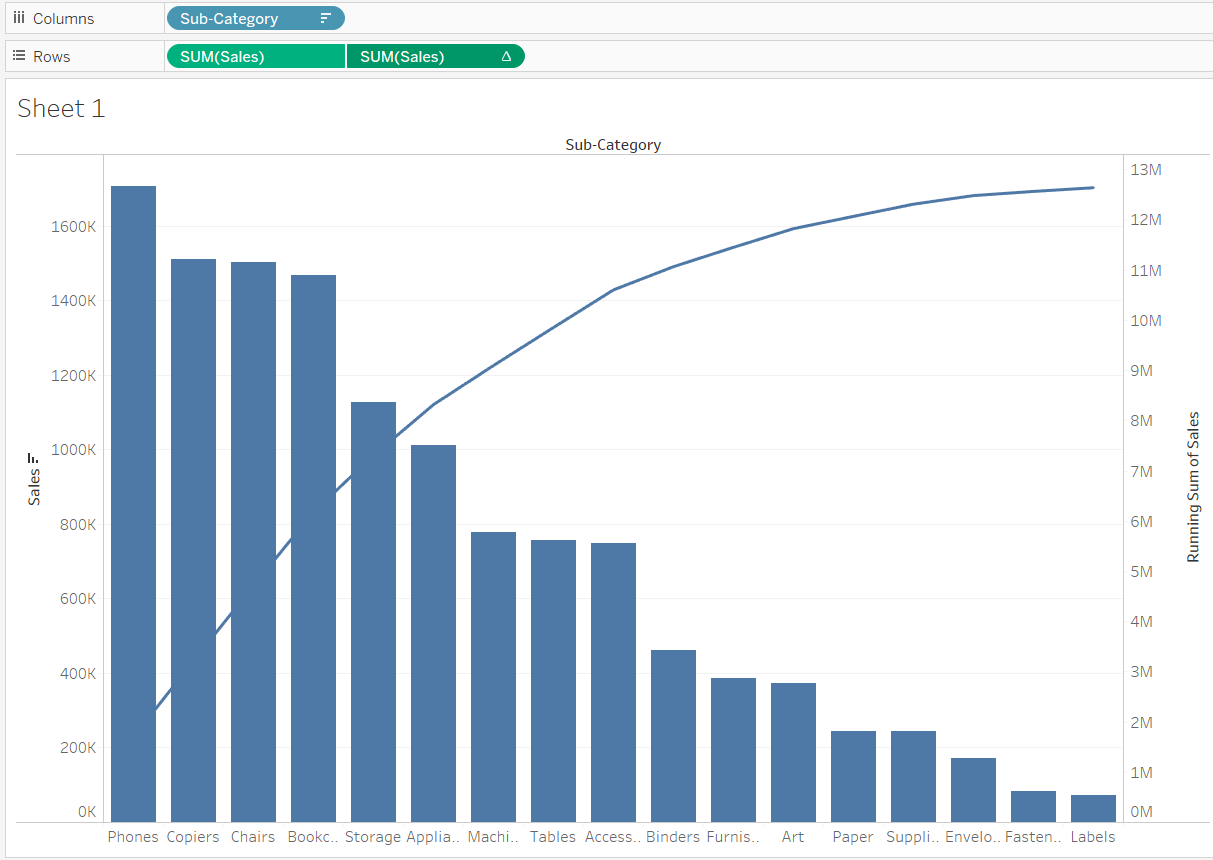 Columns Sub-Category
Rows SUM(Sales) SUM(Sales) Δ
Sheet 1
Sub-Category
1600K
1400K
1200K
1000K
800K
600K
400K
200K
0K
Sales
13M
12M
11M
10M
9M
8M
7M
6M
5M
4M
3M
2M
1M
0M
Running Sum of Sales
Phones Copiers Chairs Bookc.. Storage Applia.. Machi.. Tables Access.. Binders Furnis.. Art Paper Suppli.. Envelo.. Fasten.. Labels